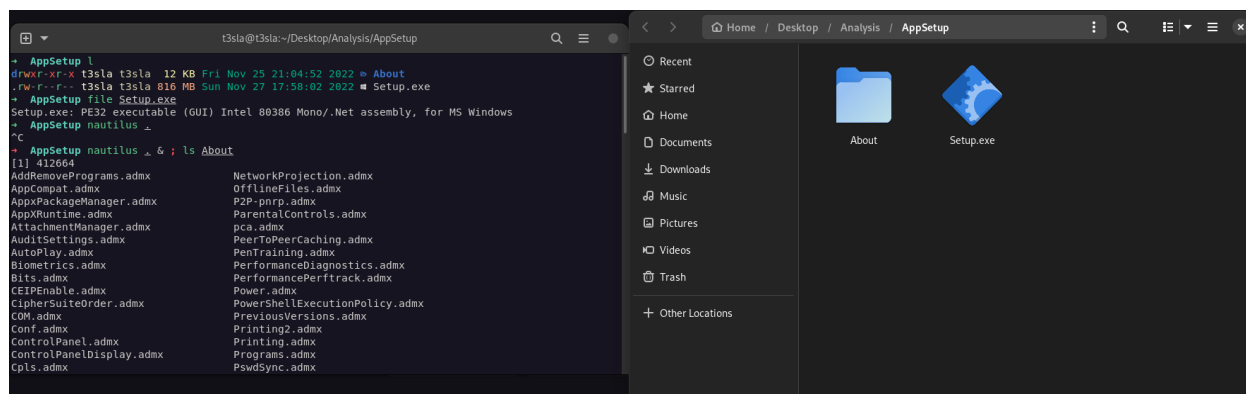 t3sla@t3sla:~/Desktop/Analysis/AppSetup
→ AppSetup l
drwxr-xr-x t3sla t3sla 12 KB Fri Nov 25 21:04:52 2022 About
.rw-r--r-- t3sla t3sla 816 MB Sun Nov 27 17:58:02 2022 Setup.exe
→ AppSetup file Setup.exe
Setup.exe: PE32 executable (GUI) Intel 80386 Mono/.Net assembly, for MS Windows
→ AppSetup nautilus .
^C
→ AppSetup nautilus . & ; ls About
[1] 412664
AddRemovePrograms.admx NetworkProjection.admx
AppCompat.admx OfflineFiles.admx
AppxPackageManager.admx P2P-pnrp.admx
AppXRuntime.admx ParentalControls.admx
AttachmentManager.admx pca.admx
AuditSettings.admx PeerToPeerCaching.admx
AutoPlay.admx PenTraining.admx
Biometrics.admx PerformanceDiagnostics.admx
Bits.admx PerformancePerftrack.admx
CEIPEnable.admx Power.admx
CipherSuiteOrder.admx PowerShellExecutionPolicy.admx
COM.admx PreviousVersions.admx
Conf.admx Printing2.admx
ControlPanel.admx Printing.admx
ControlPanelDisplay.admx Programs.admx
Cpls.admx PswdSync.admx
Home / Desktop / Analysis / AppSetup
Recent
Starred
Home
Documents
Downloads
Music
Pictures
Videos
Trash
+ Other Locations
About
Setup.exe